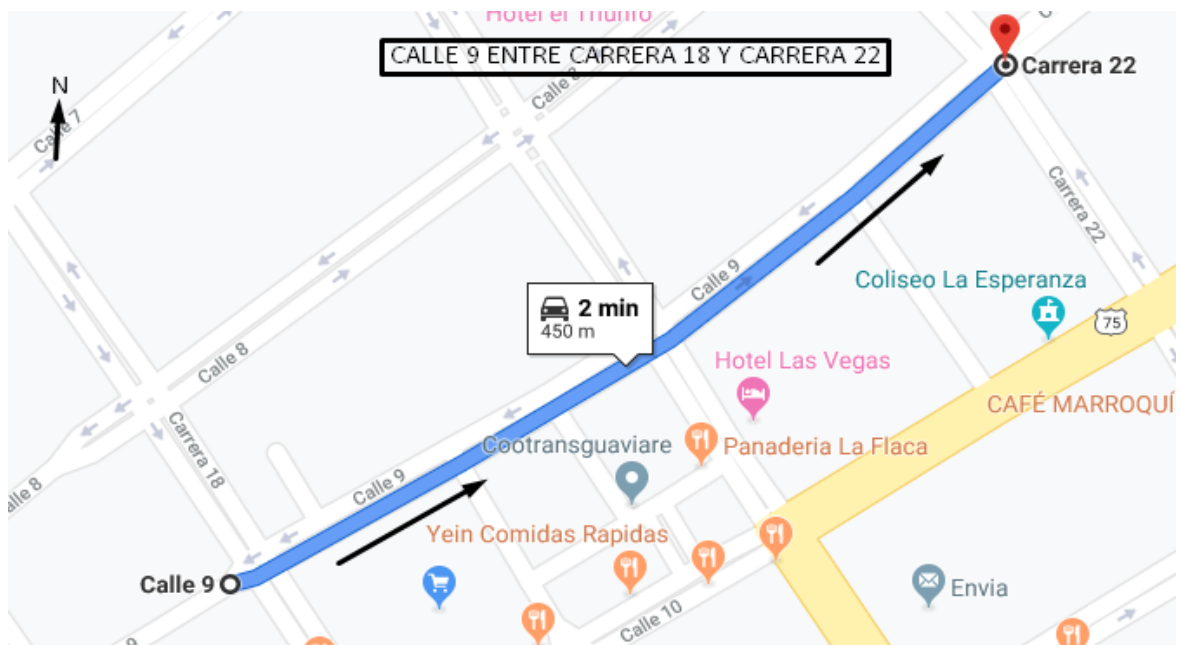 Hotel el Triunfo
CALLE 9 ENTRE CARRERA 18 Y CARRERA 22
Carrera 22
N
Calle 8
Calle 7
Carrera 22
Calle 9
Coliseo La Esperanza
75
2 min
450 m
Calle 8
Hotel Las Vegas
CAFÉ MARROQUÍ
Carrera 18
Cootransguaviare
Panaderia La Flaca
Calle 9
alle 8
Yein Comidas Rapidas
Calle 9
Envia
Calle 10
9